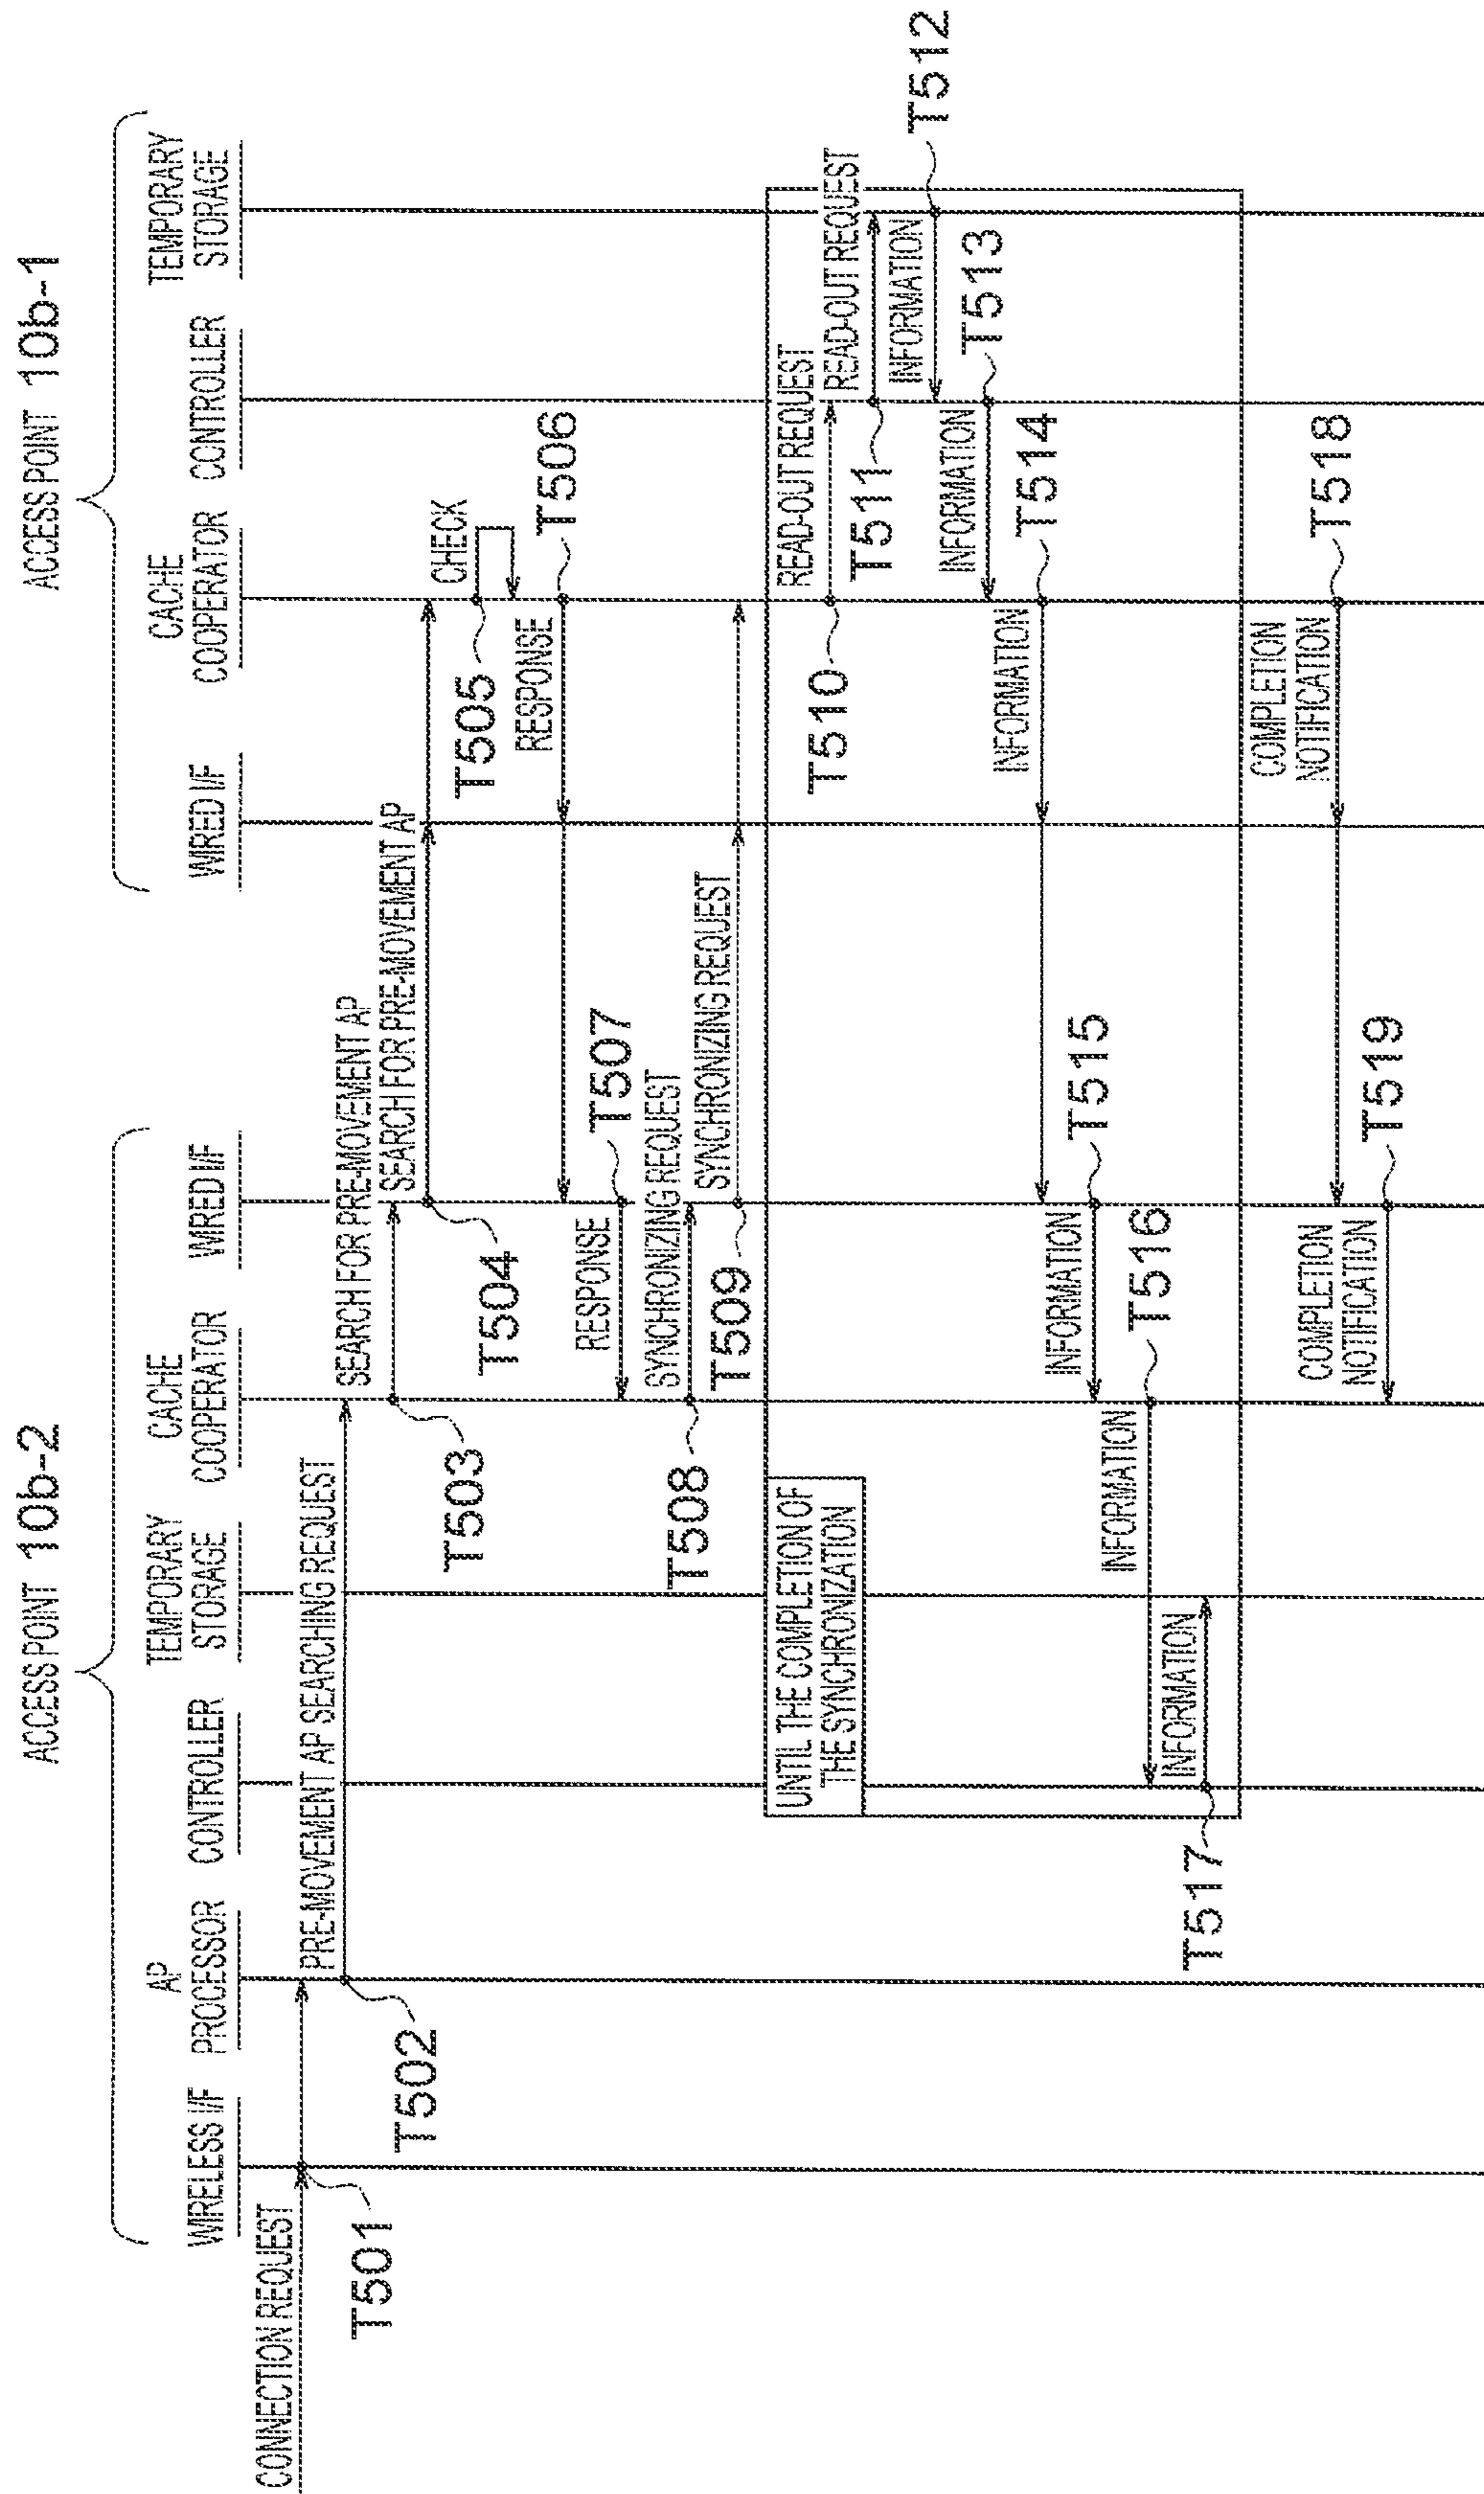 ACCESS POINT 10b-2
ACCESS POINT 10b-1
WIRELESS I/F
AP
PROCESSOR
CONTROLLER
TEMPORARY
STORAGE
CACHE
COOPERATOR
WIRED I/F
WIRED I/F
CACHE
COOPERATOR
CONTROLLER
TEMPORARY
STORAGE
CONNECTION REQUEST
T501
PRE-MOVEMENT AP SEARCHING REQUEST
T502
SEARCH FOR PRE-MOVEMENT AP
T503
SEARCH FOR PRE-MOVEMENT AP
T504
CHECK
T505
RESPONSE
T506
RESPONSE
T507
SYNCHRONIZING REQUEST
T508
SYNCHRONIZING REQUEST
T509
UNTIL THE COMPLETION OF
THE SYNCHRONIZATION
READ-OUT REQUEST
T510
READ-OUT REQUEST
T511
INFORMATION
T512
INFORMATION
T513
INFORMATION
T514
INFORMATION
T515
INFORMATION
T516
INFORMATION
T517
COMPLETION
NOTIFICATION
T518
COMPLETION
NOTIFICATION
T519